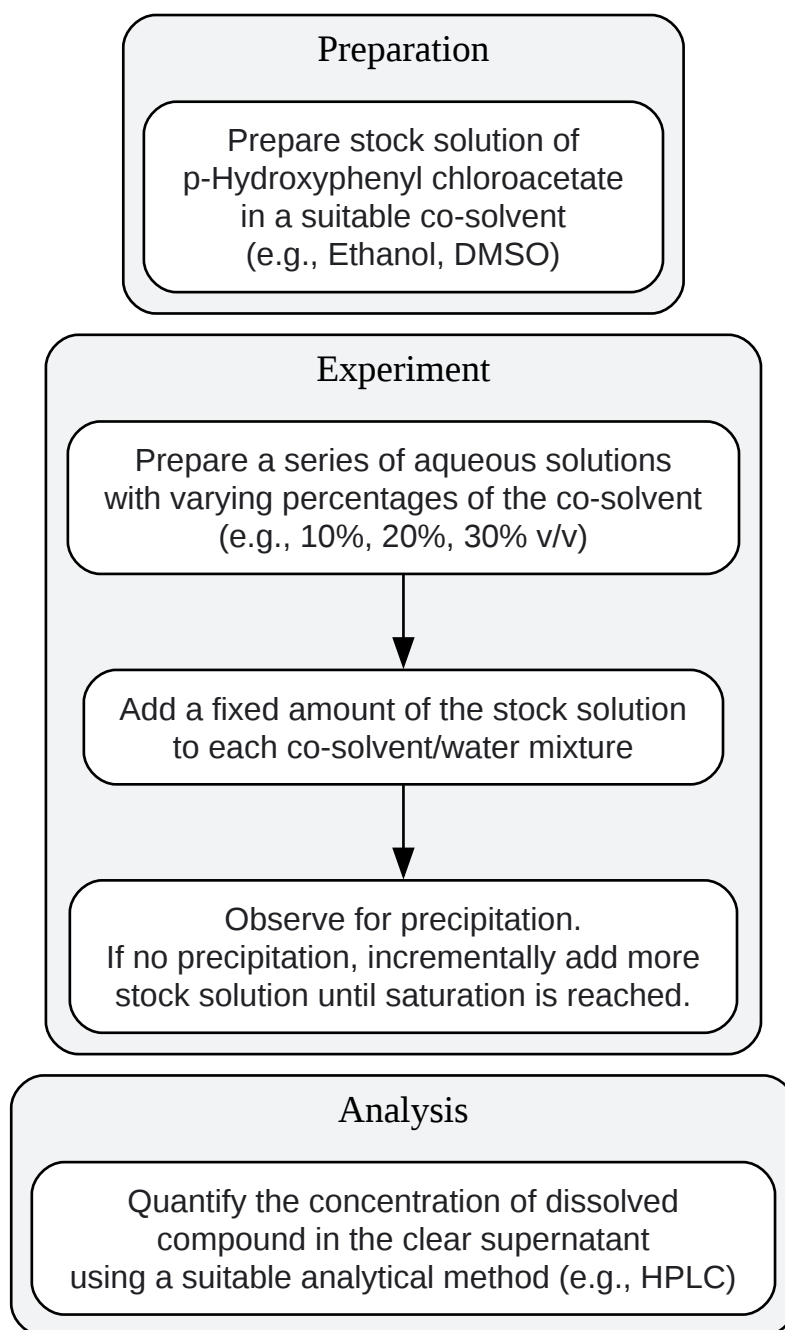 Preparation
Prepare stock solution of
p-Hydroxyphenyl chloroacetate
in a suitable co-solvent
(e.g., Ethanol, DMSO)
Experiment
Prepare a series of aqueous solutions
with varying percentages of the co-solvent
(e.g., 10%, 20%, 30% v/v)
Add a fixed amount of the stock solution
to each co-solvent/water mixture
Observe for precipitation.
If no precipitation, incrementally add more
stock solution until saturation is reached.
Analysis
Quantify the concentration of dissolved
compound in the clear supernatant
using a suitable analytical method (e.g., HPLC)